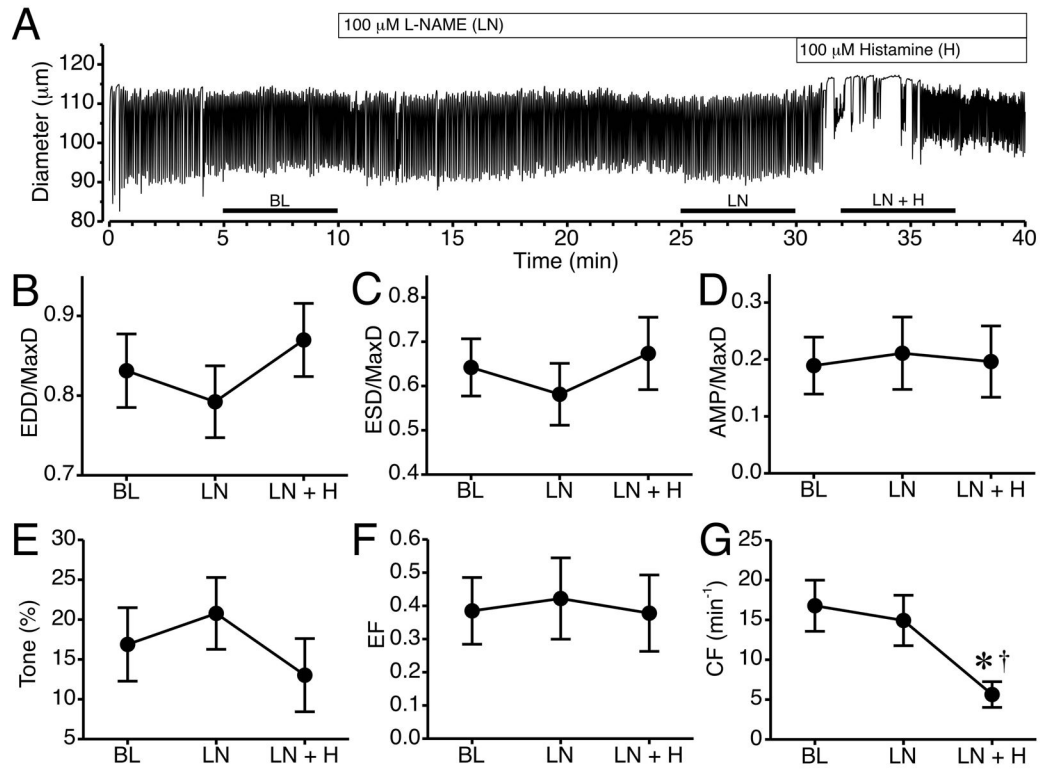 A
100 μM L-NAME (LN)
100 μM Histamine (H)
Diameter (μm)
120
110
100
90
80
BL
LN
LN + H
0 5 10 15 20 25 30 35 40
Time (min)
B
EDD/MaxD
0.9
0.8
0.7
BL LN LN + H
C
ESD/MaxD
0.8
0.7
0.6
0.5
0.4
BL LN LN + H
D
AMP/MaxD
0.3
0.2
0.1
0.0
BL LN LN + H
E
Tone (%)
30
25
20
15
10
5
BL LN LN + H
F
EF
0.6
0.5
0.4
0.3
0.2
0.1
0.0
BL LN LN + H
G
CF (min⁻¹)
25
20
15
10
5
0
* †
BL LN LN + H